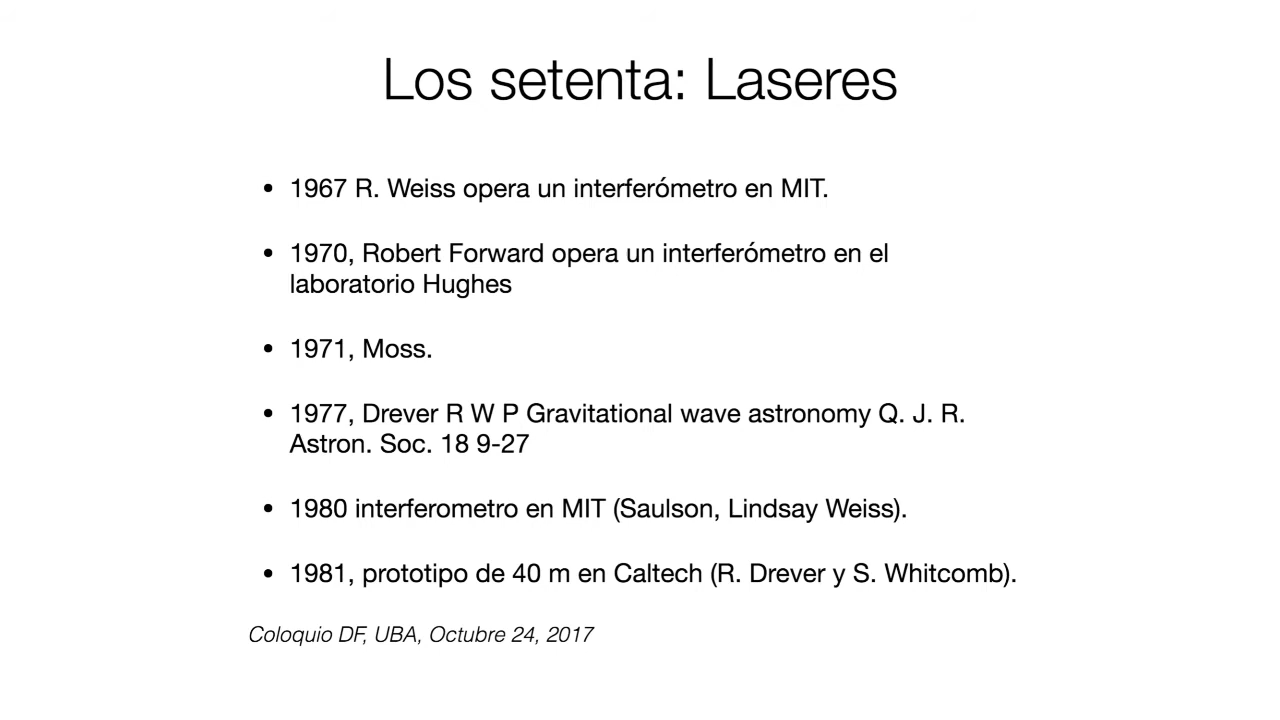 Los setenta: Laseres
• 1967 R. Weiss opera un interferómetro en MIT.
• 1970, Robert Forward opera un interferómetro en el
laboratorio Hughes
• 1971, Moss.
• 1977, Drever R W P Gravitational wave astronomy Q. J. R.
Astron. Soc. 18 9-27
• 1980 interferometro en MIT (Saulson, Lindsay Weiss).
• 1981, prototipo de 40 m en Caltech (R. Drever y S. Whitcomb).
Coloquio DF, UBA, Octubre 24, 2017